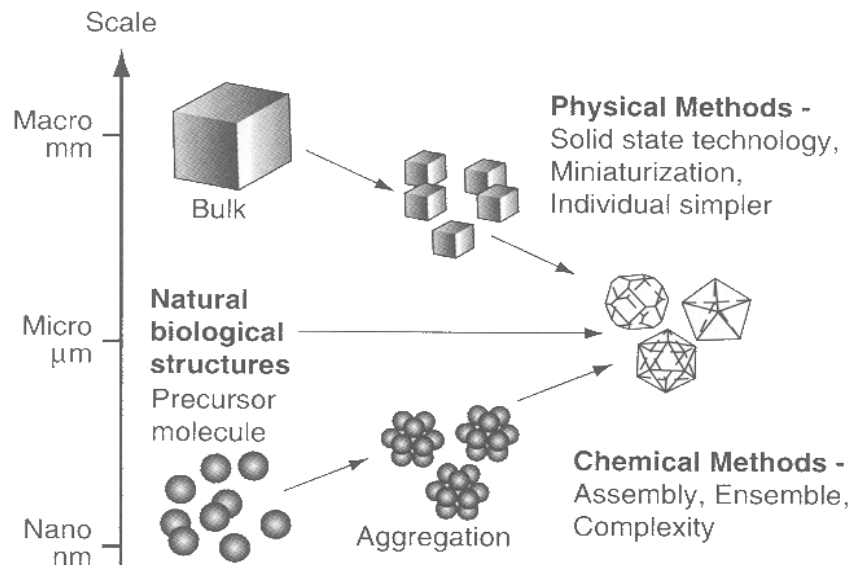 Scale
Macro
mm
Bulk
Physical Methods -
Solid state technology,
Miniaturization,
Individual simpler
Micro
μm
Natural
biological
structures
Precursor
molecule
Nano
nm
Aggregation
Chemical Methods -
Assembly, Ensemble,
Complexity